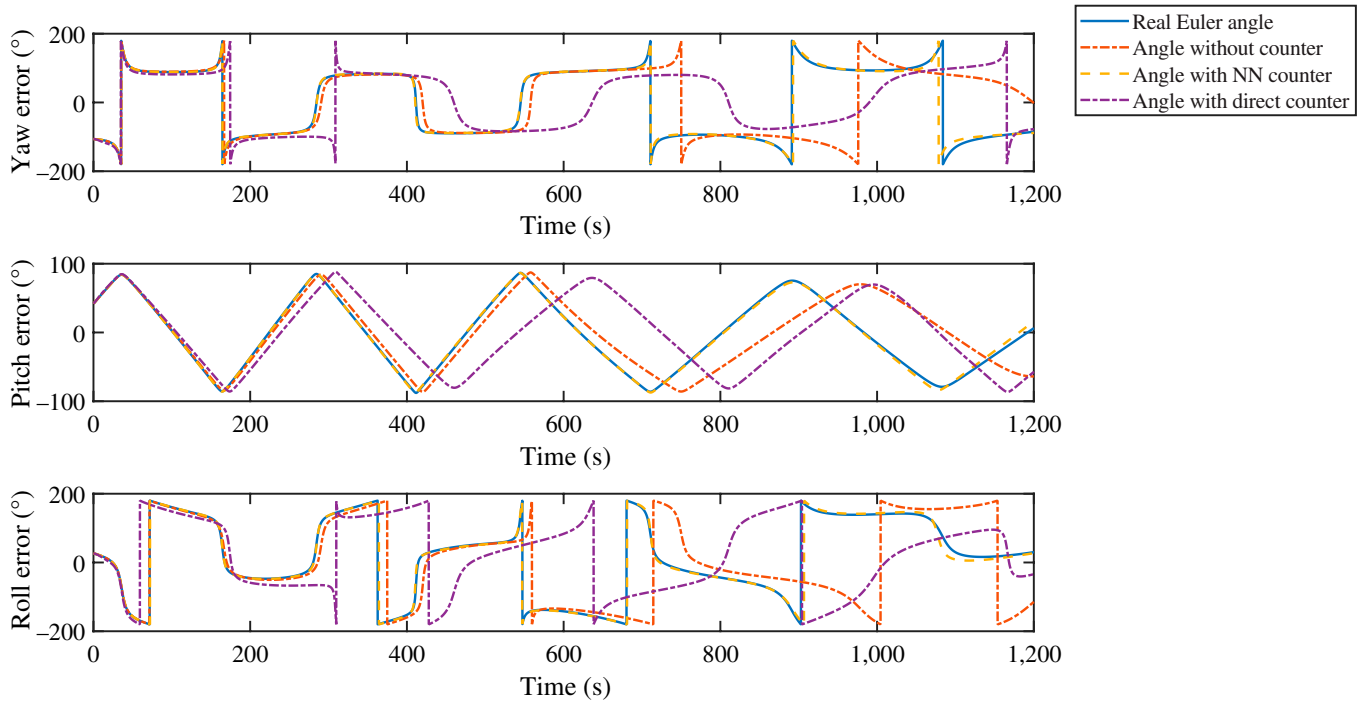 Real Euler angle
Angle without counter
Angle with NN counter
Angle with direct counter
Yaw error (°)
200
0
−200
0 200 400 600 800 1,000 1,200
Time (s)
Pitch error (°)
100
0
−100
0 200 400 600 800 1,000 1,200
Time (s)
Roll error (°)
200
0
−200
0 200 400 600 800 1,000 1,200
Time (s)